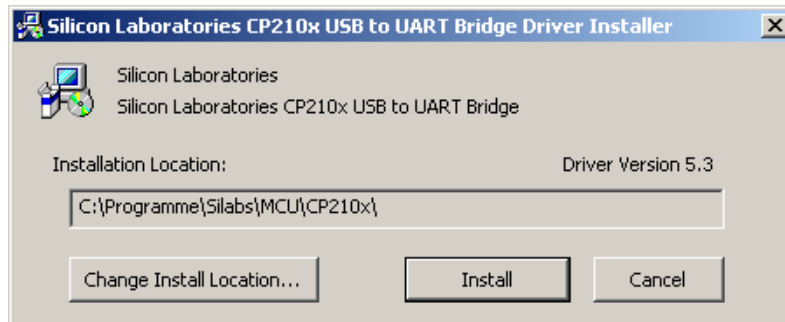 Silicon Laboratories CP210x USB to UART Bridge Driver Installer
Silicon Laboratories
Silicon Laboratories CP210x USB to UART Bridge
Installation Location: Driver Version 5.3
C:\Programme\Silabs\MCU\CP210x\
Change Install Location... Install Cancel